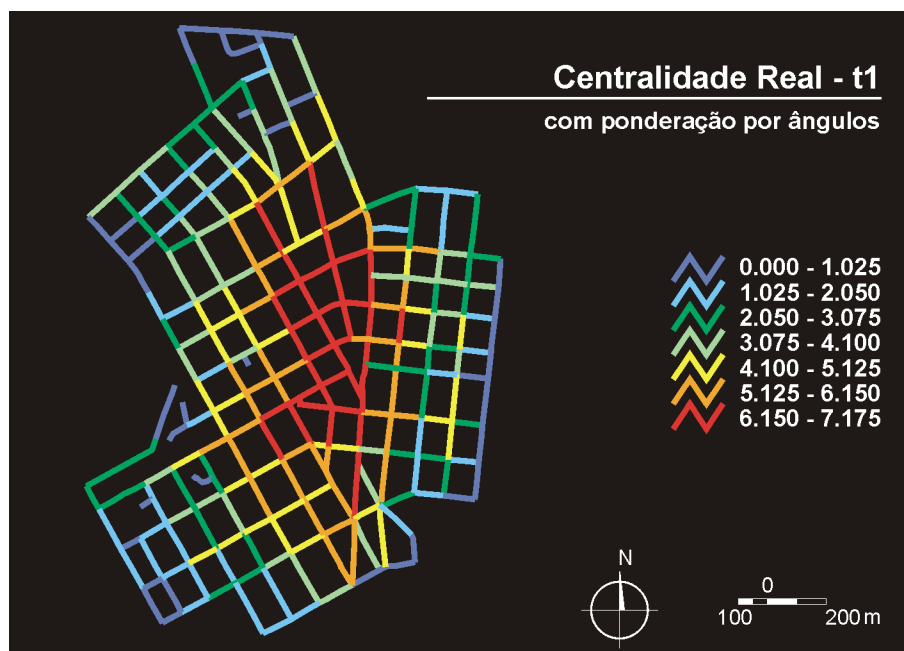 Centralidade Real - t1
com ponderação por ângulos
0.000 - 1.025
1.025 - 2.050
2.050 - 3.075
3.075 - 4.100
4.100 - 5.125
5.125 - 6.150
6.150 - 7.175
N
0
100 200 m